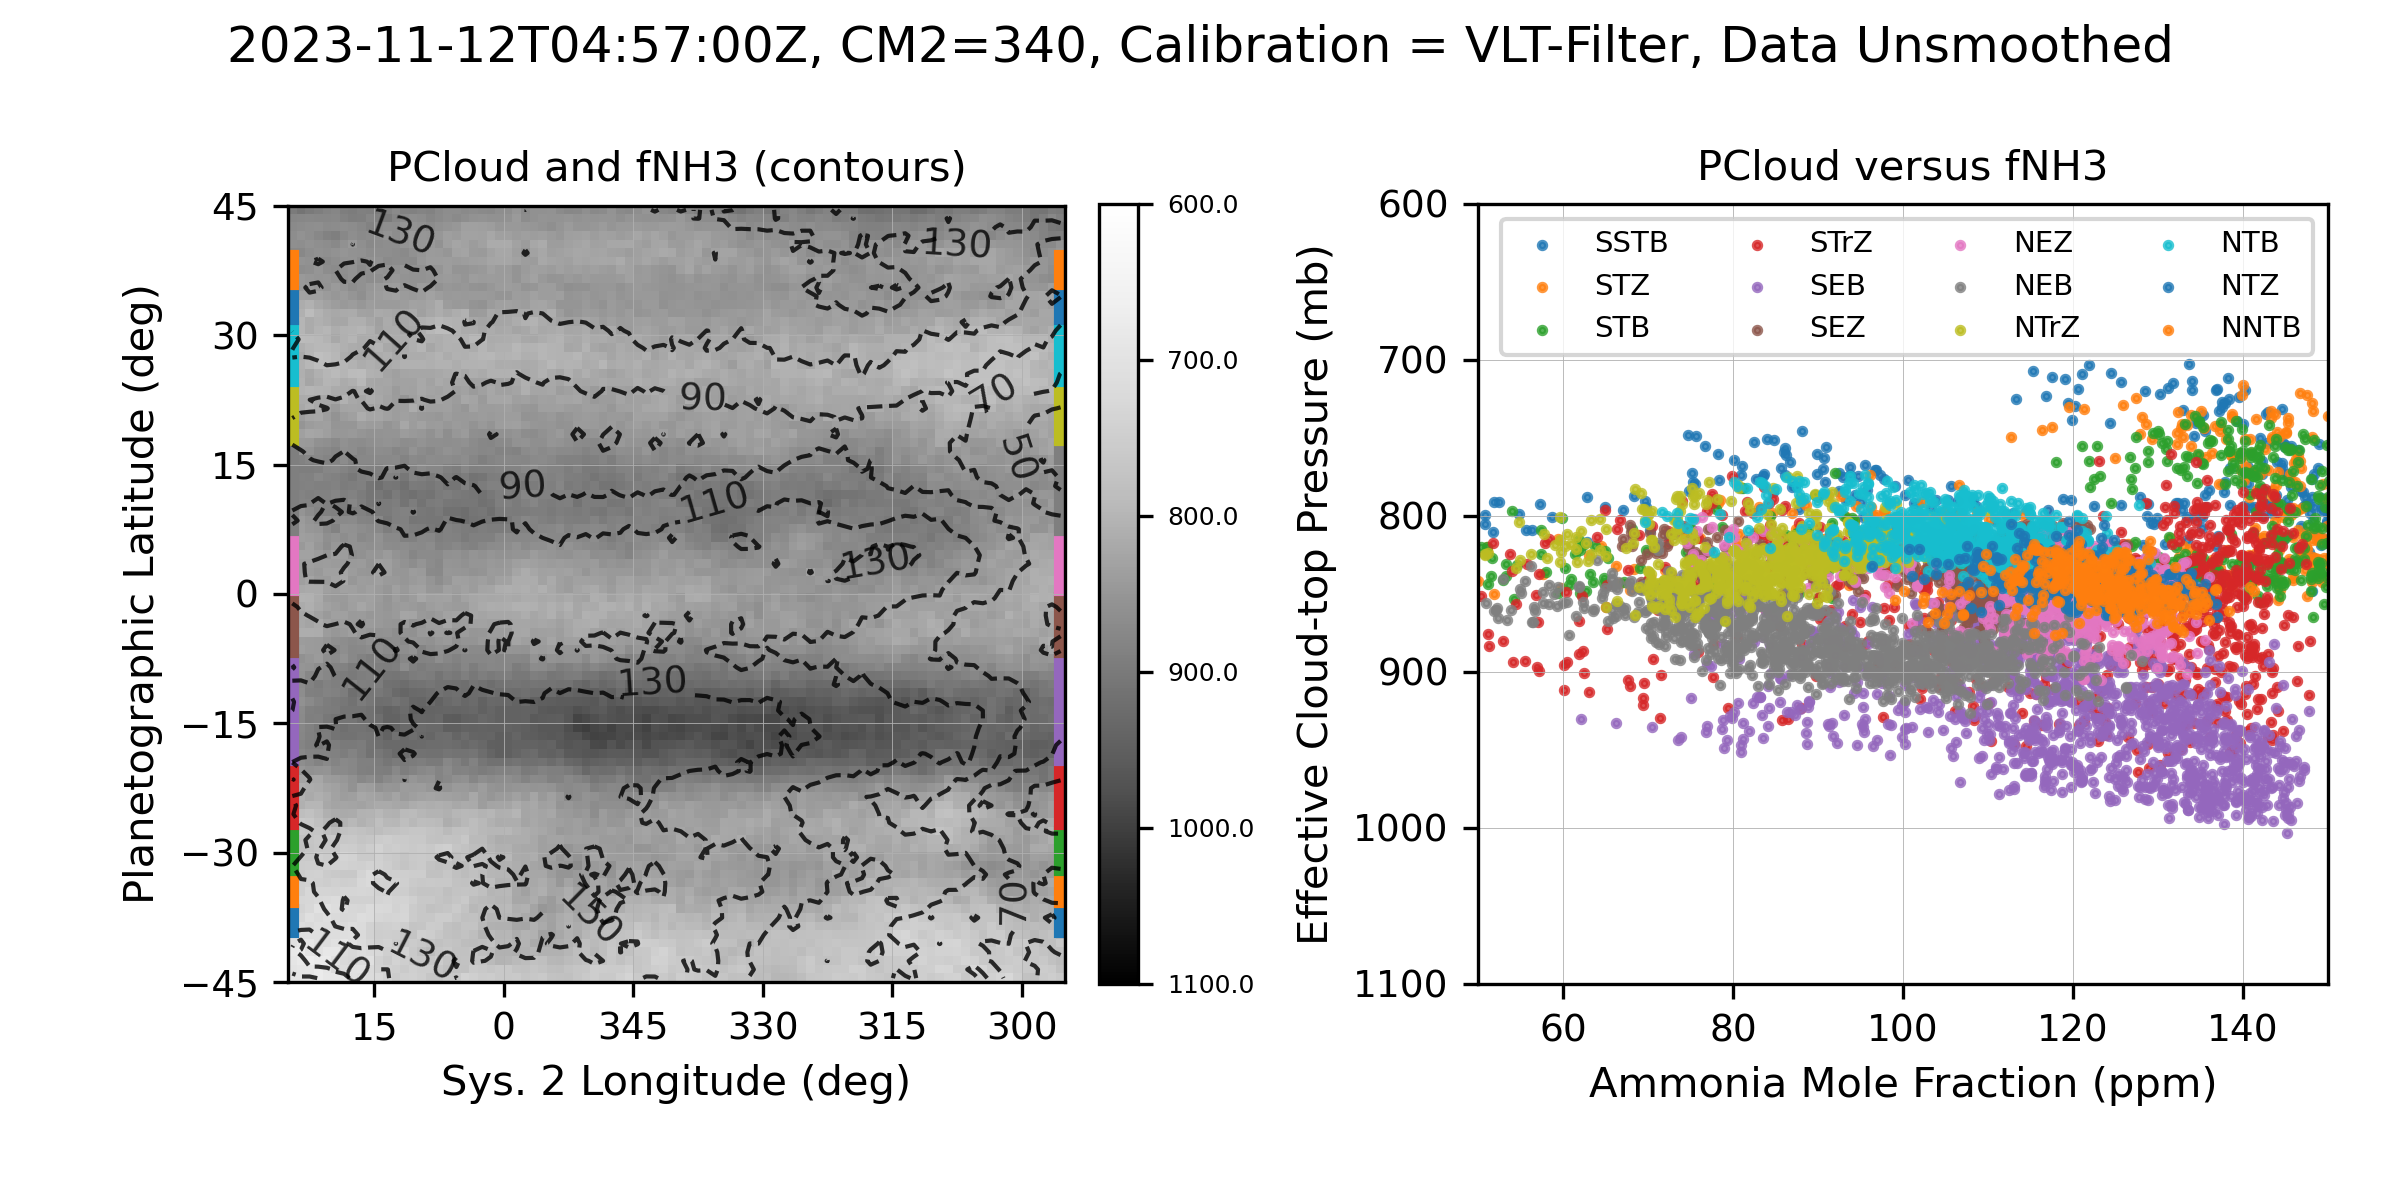 2023-11-12T04:57:00Z, CM2=340, Calibration = VLT-Filter, Data Unsmoothed
PCloud and fNH3 (contours)
Planetographic Latitude (deg)
45
30
15
0
−15
−30
−45
130
130
110
90
70
50
90
110
130
110
130
150
70
110
130
15
0
345
330
315
300
Sys. 2 Longitude (deg)
600.0
700.0
800.0
900.0
1000.0
1100.0
PCloud versus fNH3
Effective Cloud-top Pressure (mb)
600
700
800
900
1000
1100
SSTB
STZ
STB
STrZ
SEB
SEZ
NEZ
NEB
NTrZ
NTB
NTZ
NNTB
60
80
100
120
140
Ammonia Mole Fraction (ppm)